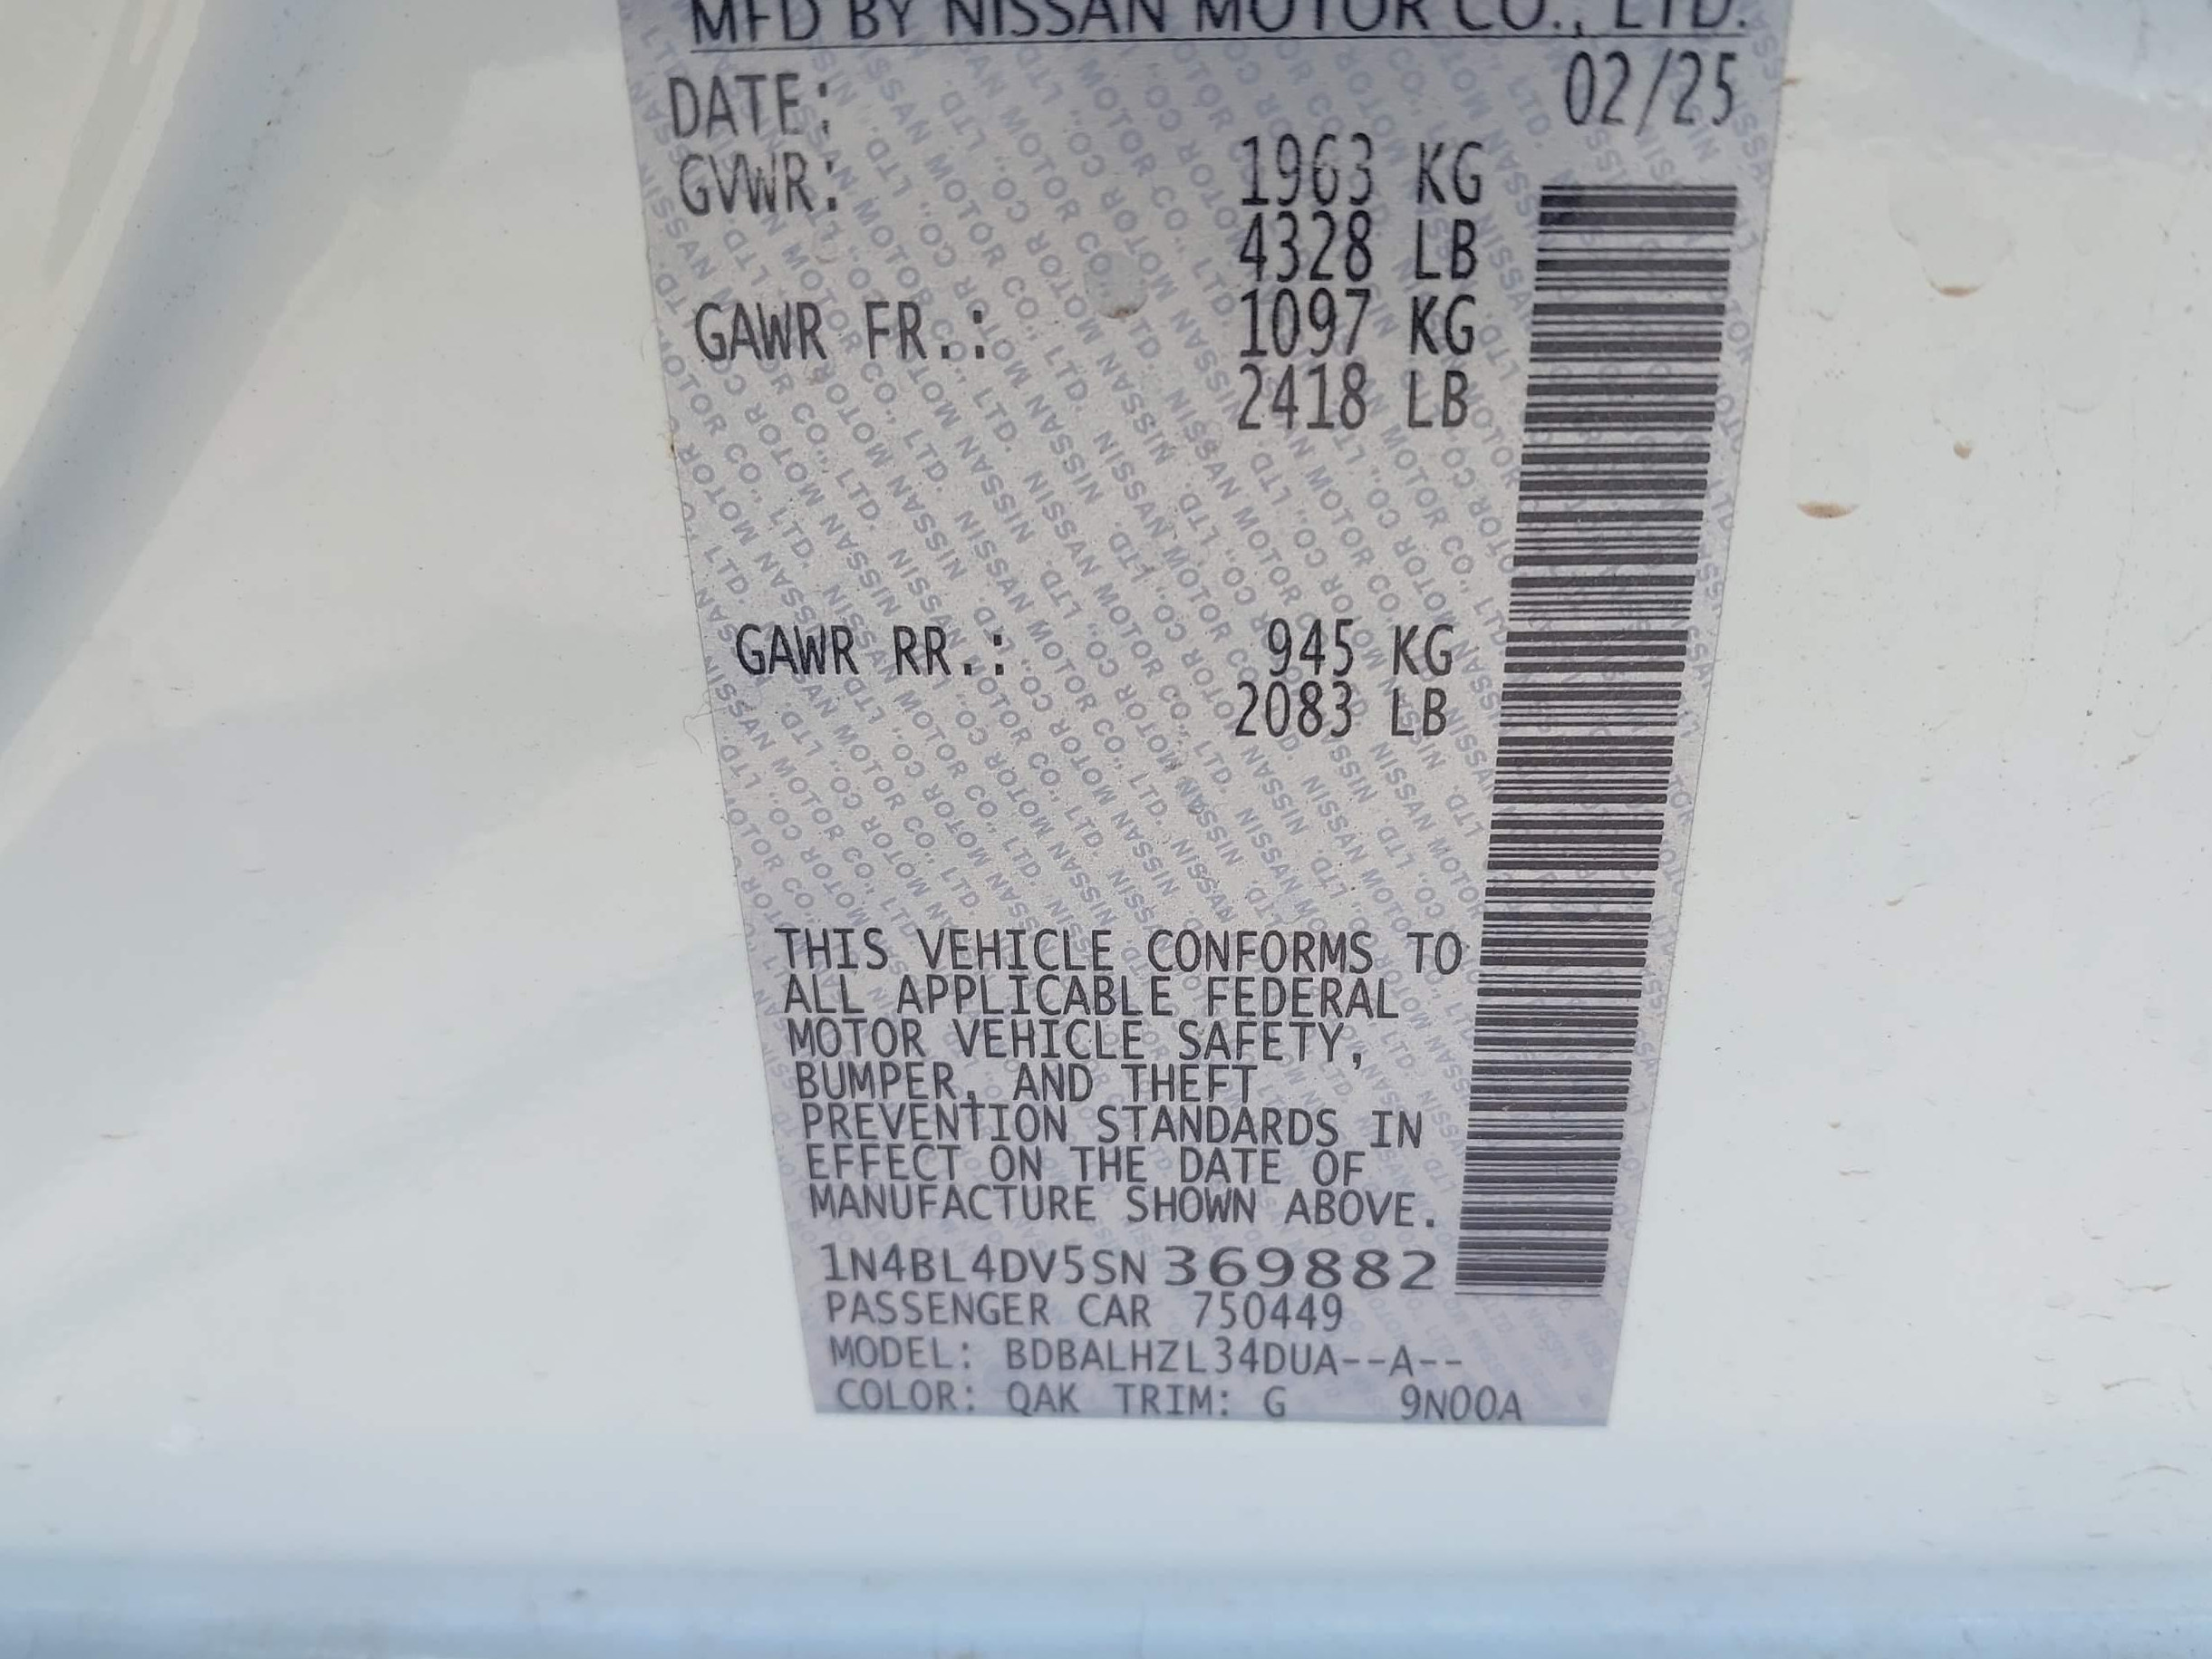 MFD BY NISSAN MOTOR CO., LTD.
DATE: 02/25
GVWR: 1963 KG
4328 LB
GAWR FR.: 1097 KG
2418 LB
GAWR RR.: 945 KG
2083 LB
THIS VEHICLE CONFORMS TO
ALL APPLICABLE FEDERAL
MOTOR VEHICLE SAFETY,
BUMPER, AND THEFT
PREVENTION STANDARDS IN
EFFECT ON THE DATE OF
MANUFACTURE SHOWN ABOVE.
1N4BL4DV5SN369882
PASSENGER CAR 750449
MODEL: BDBALHZL34DUA--A--
COLOR: QAK TRIM: G 9N00A